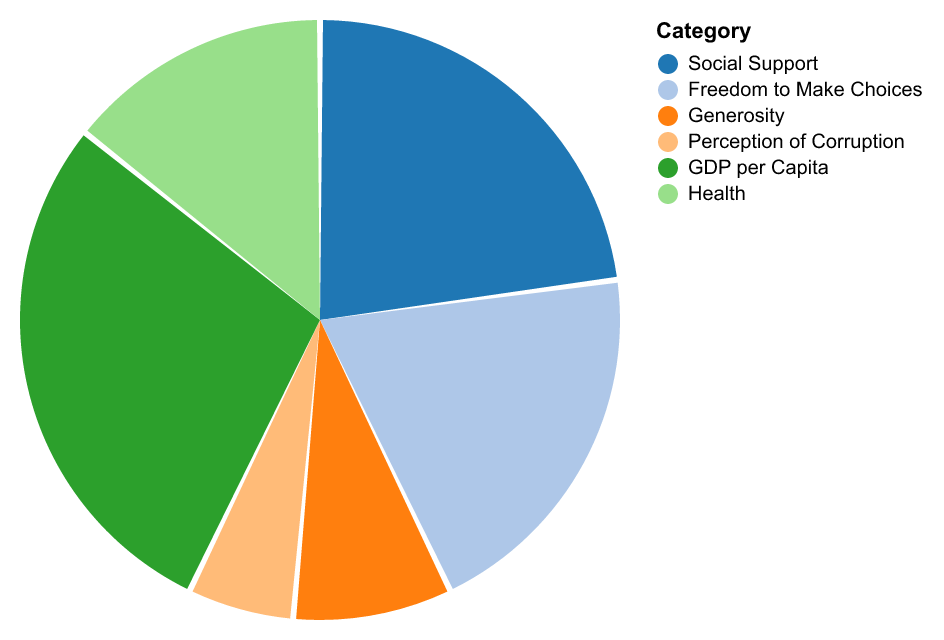 Category
Social Support
Freedom to Make Choices
Generosity
Perception of Corruption
GDP per Capita
Health